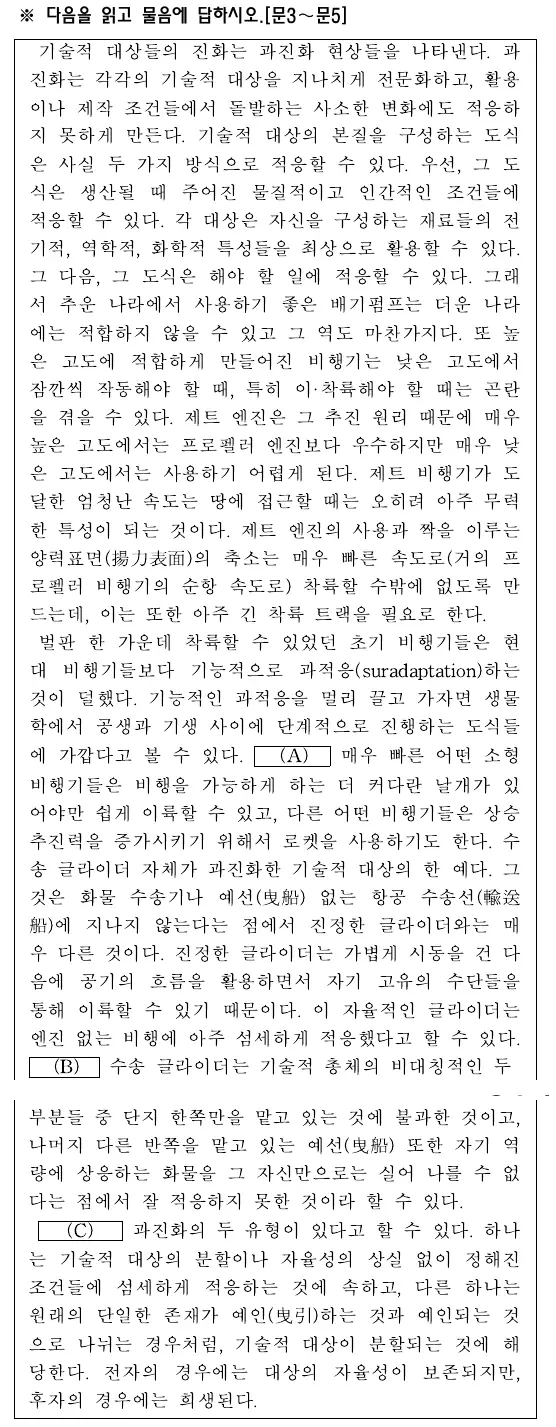 ※ 다음을 읽고 물음에 답하시오.[문3～문5]
기술적 대상들의 진화는 과진화 현상들을 나타낸다. 과
진화는 각각의 기술적 대상을 지나치게 전문화하고, 활용
이나 제작 조건들에서 돌발하는 사소한 변화에도 적응하
지 못하게 만든다. 기술적 대상의 본질을 구성하는 도식
은 사실 두 가지 방식으로 적응할 수 있다. 우선, 그 도
식은 생산될 때 주어진 물질적이고 인간적인 조건들에
적응할 수 있다. 각 대상은 자신을 구성하는 재료들의 전
기적, 역학적, 화학적 특성들을 최상으로 활용할 수 있다.
그 다음, 그 도식은 해야 할 일에 적응할 수 있다. 그래
서 추운 나라에서 사용하기 좋은 배기펌프는 더운 나라
에는 적합하지 않을 수 있고 그 역도 마찬가지다. 또 높
은 고도에 적합하게 만들어진 비행기는 낮은 고도에서
잠깐씩 작동해야 할 때, 특히 이·착륙해야 할 때는 곤란
을 겪을 수 있다. 제트 엔진은 그 추진 원리 때문에 매우
높은 고도에서는 프로펠러 엔진보다 우수하지만 매우 낮
은 고도에서는 사용하기 어렵게 된다. 제트 비행기가 도
달한 엄청난 속도는 땅에 접근할 때는 오히려 아주 무력
한 특성이 되는 것이다. 제트 엔진의 사용과 짝을 이루는
양력표면(揚力表面)의 축소는 매우 빠른 속도로(거의 프
로펠러 비행기의 순항 속도로) 착륙할 수밖에 없도록 만
드는데, 이는 또한 아주 긴 착륙 트랙을 필요로 한다.
벌판 한 가운데 착륙할 수 있었던 초기 비행기들은 현
대 비행기들보다 기능적으로 과적응(suradaptation)하는
것이 덜했다. 기능적인 과적응을 멀리 끌고 가자면 생물
학에서 공생과 기생 사이에 단계적으로 진행하는 도식들
에 가깝다고 볼 수 있다. (A) 매우 빠른 어떤 소형
비행기들은 비행을 가능하게 하는 더 커다란 날개가 있
어야만 쉽게 이륙할 수 있고, 다른 어떤 비행기들은 상승
추진력을 증가시키기 위해서 로켓을 사용하기도 한다. 수
송 글라이더 자체가 과진화한 기술적 대상의 한 예다. 그
것은 화물 수송기나 예선(曳船) 없는 항공 수송선(輸送
船)에 지나지 않는다는 점에서 진정한 글라이더와는 매
우 다른 것이다. 진정한 글라이더는 가볍게 시동을 건 다
음에 공기의 흐름을 활용하면서 자기 고유의 수단들을
통해 이륙할 수 있기 때문이다. 이 자율적인 글라이더는
엔진 없는 비행에 아주 섬세하게 적응했다고 할 수 있다.
(B) 수송 글라이더는 기술적 총체의 비대칭적인 두
부분들 중 단지 한쪽만을 맡고 있는 것에 불과한 것이고,
나머지 다른 반쪽을 맡고 있는 예선(曳船) 또한 자기 역
량에 상응하는 화물을 그 자신만으로는 실어 나를 수 없
다는 점에서 잘 적응하지 못한 것이라 할 수 있다.
(C) 과진화의 두 유형이 있다고 할 수 있다. 하나
는 기술적 대상의 분할이나 자율성의 상실 없이 정해진
조건들에 섬세하게 적응하는 것에 속하고, 다른 하나는
원래의 단일한 존재가 예인(曳引)하는 것과 예인되는 것
으로 나뉘는 경우처럼, 기술적 대상이 분할되는 것에 해
당한다. 전자의 경우에는 대상의 자율성이 보존되지만,
후자의 경우에는 희생된다.